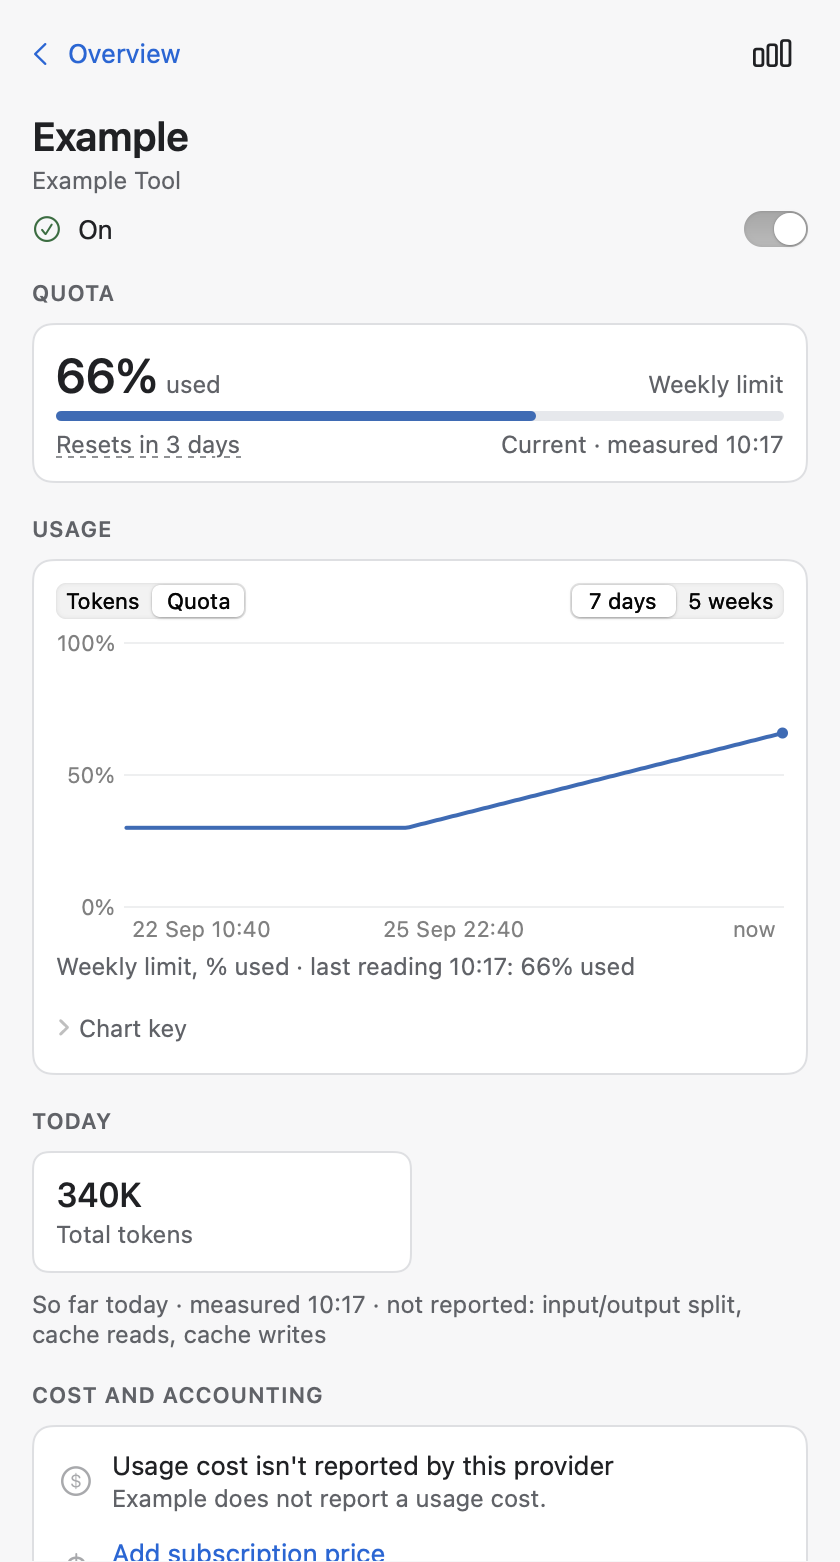 Overview
Example
Example Tool
On
QUOTA
66% used
Weekly limit
Resets in 3 days
Current · measured 10:17
USAGE
Tokens
Quota
7 days
5 weeks
100%
50%
0%
22 Sep 10:40
25 Sep 22:40
now
Weekly limit, % used · last reading 10:17: 66% used
Chart key
TODAY
340K
Total tokens
So far today · measured 10:17 · not reported: input/output split,
cache reads, cache writes
COST AND ACCOUNTING
$
Usage cost isn't reported by this provider
Example does not report a usage cost.
Add subscription price